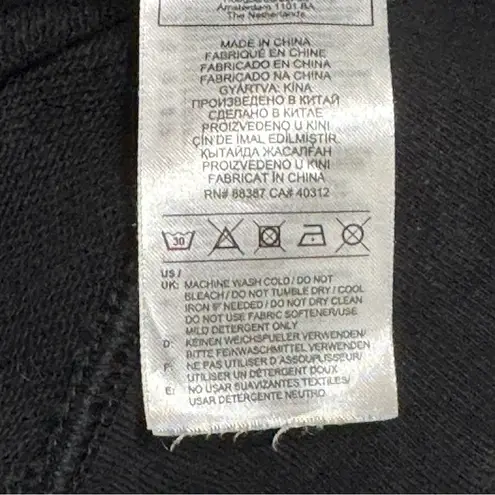 Amsterdam 1101 BA
The Netherlands
MADE IN CHINA
FABRIQUÉ EN CHINE
FABRICADO EN CHINA
FABRICADO NA CHINA
GYÁRTVA: KÍNA
ПРОИЗВЕДЕНО В КИТАЙ
СДЕЛАНО В КИТАЕ
PROIZVEDENO U KINI
ÇIN'DE IMAL EDİLMİŞTİR
ҚЫТАЙДА ЖАСАЛҒАН
PROIZVEDENO U KINI
FABRICAT ÎN CHINA
RN# 88387 CA# 40312
30
US /
UK: MACHINE WASH COLD / DO NOT
BLEACH / DO NOT TUMBLE DRY / COOL
IRON IF NEEDED / DO NOT DRY CLEAN
DO NOT USE FABRIC SOFTENER/USE
MILD DETERGENT ONLY
D: KEINEN WEICHSPUELER VERWENDEN/
BITTE FEINWASCHMITTEL VERWENDEN
F: NE PAS UTILISER D'ASSOUPLISSEUR/
UTILISER UN DÉTERGENT DOUX
E: NO USAR SUAVIZANTES TEXTILES/
USAR DETERGENTE NEUTRO